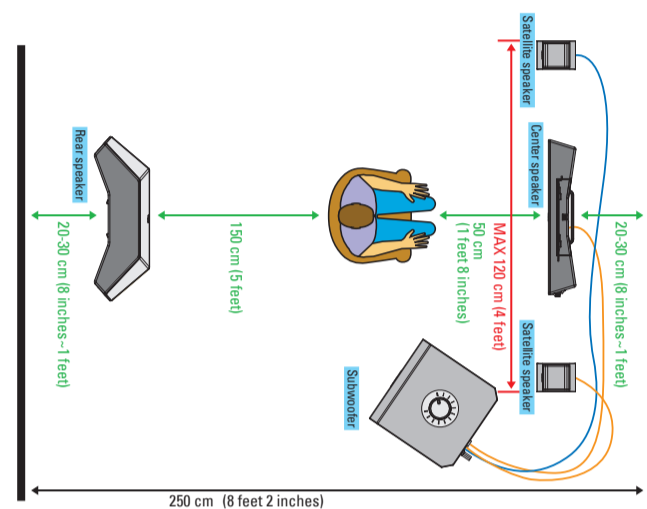 Satellite speaker
Center speaker
Satellite speaker
20-30 cm (8 inches~1 feet)
MAX 120 cm (4 feet)
50 cm
(1 feet 8 inches)
Subwoofer
150 cm (5 feet)
Rear speaker
20-30 cm (8 inches~1 feet)
250 cm (8 feet 2 inches)